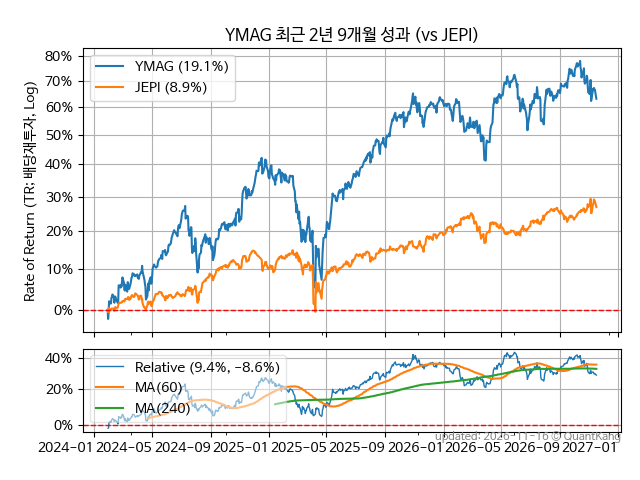 YMAG 최근 2년 9개월 성과 (vs JEPI)
Rate of Return (TR: 배당재투자, Log)
80%
70%
60%
50%
40%
30%
20%
10%
0%
YMAG (19.1%)
JEPI (8.9%)
40%
20%
0%
Relative (9.4%, -8.6%)
MA(60)
MA(240)
2024-01 2024-05 2024-09 2025-01 2025-05 2025-09 2026-01 2026-05 2026-09 2027-01
updated: 2026-11-16 © QuantKang